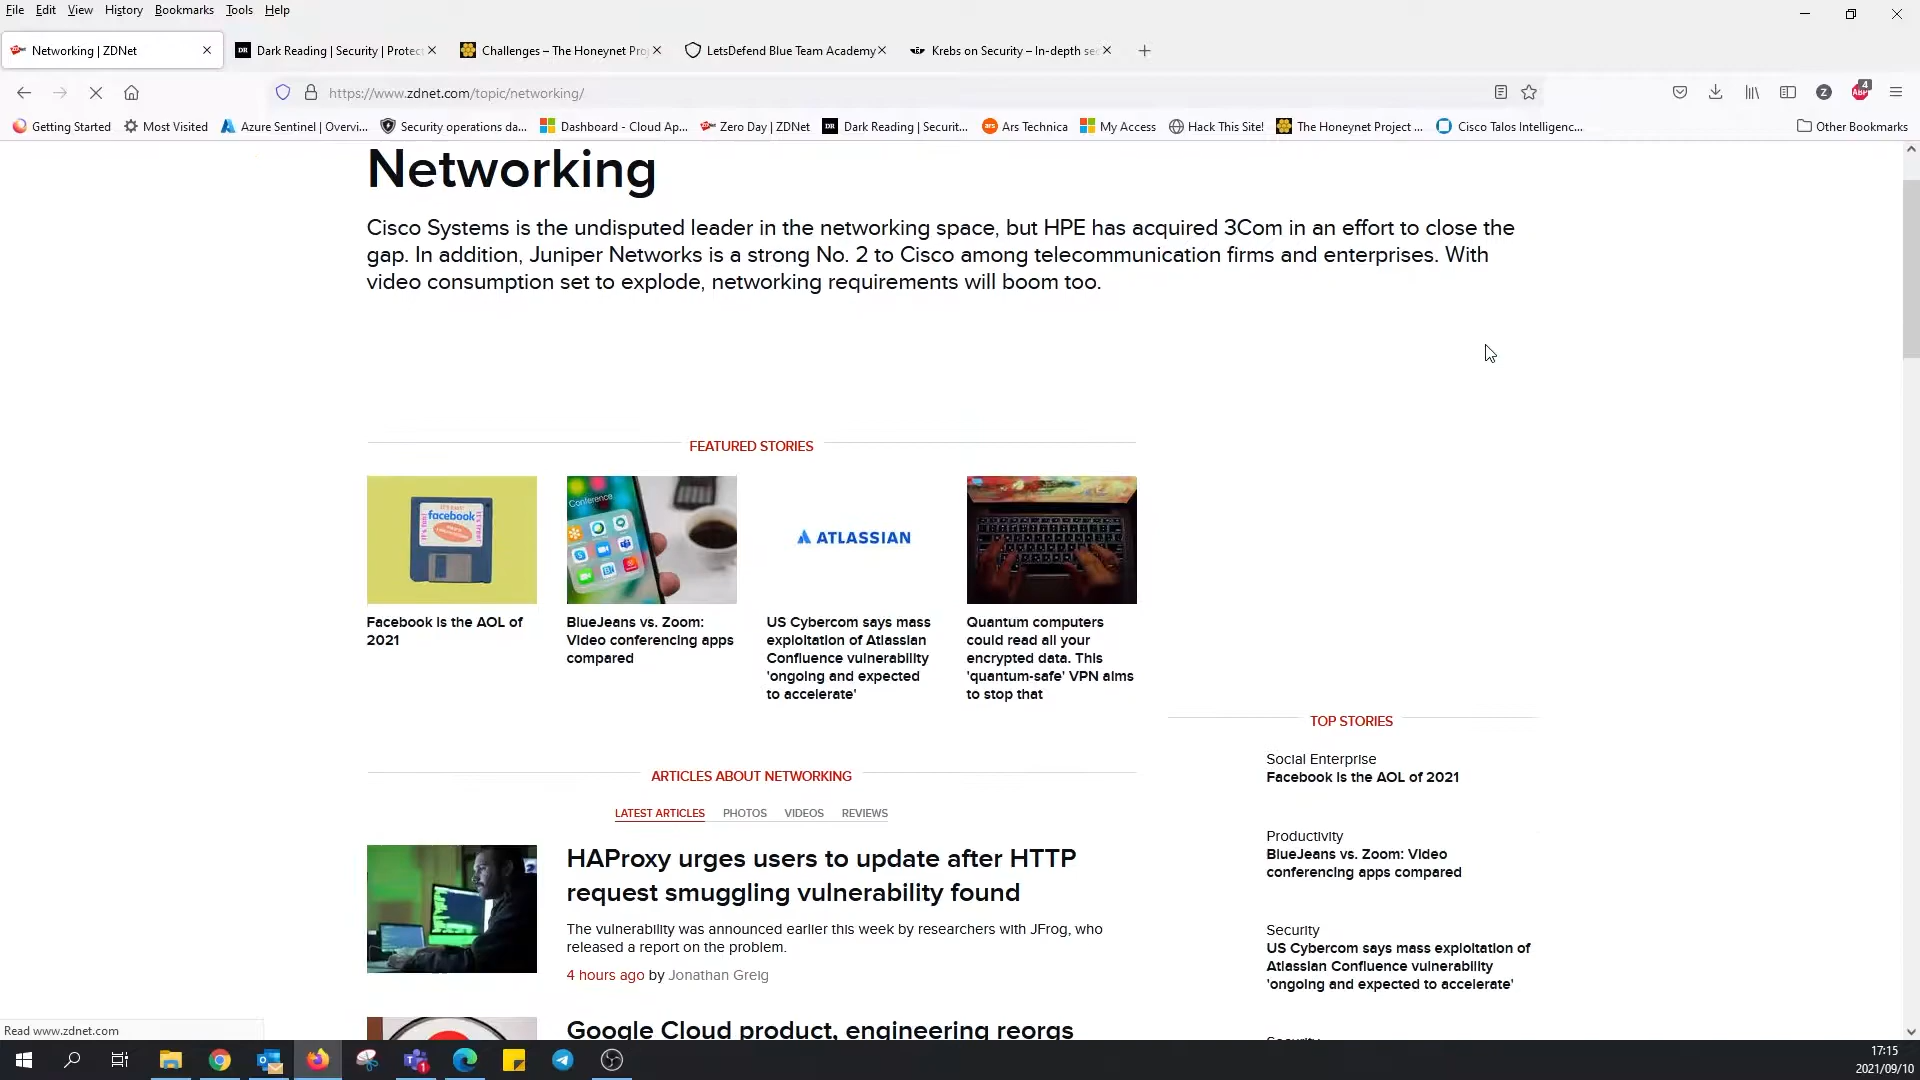 File Edit View History Bookmarks Tools Help
Networking | ZDNet
Dark Reading | Security | Protec
Challenges – The Honeynet Pro
LetsDefend Blue Team Academy
Krebs on Security – In-depth se
https://www.zdnet.com/topic/networking/
Z
4
ABP
Getting Started
Most Visited
Azure Sentinel | Overvi...
Security operations da...
Dashboard - Cloud Ap...
Zero Day | ZDNet
Dark Reading | Securit...
Ars Technica
My Access
Hack This Site!
The Honeynet Project ...
Cisco Talos Intelligenc...
Other Bookmarks
Networking
Cisco Systems is the undisputed leader in the networking space, but HPE has acquired 3Com in an effort to close the
gap. In addition, Juniper Networks is a strong No. 2 to Cisco among telecommunication firms and enterprises. With
video consumption set to explode, networking requirements will boom too.
FEATURED STORIES
facebook
Conference
ATLASSIAN
Facebook is the AOL of
2021
BlueJeans vs. Zoom:
Video conferencing apps
compared
US Cybercom says mass
exploitation of Atlassian
Confluence vulnerability
'ongoing and expected
to accelerate'
Quantum computers
could read all your
encrypted data. This
'quantum-safe' VPN aims
to stop that
TOP STORIES
Social Enterprise
Facebook is the AOL of 2021
Productivity
BlueJeans vs. Zoom: Video
conferencing apps compared
Security
US Cybercom says mass exploitation of
Atlassian Confluence vulnerability
'ongoing and expected to accelerate'
ARTICLES ABOUT NETWORKING
LATEST ARTICLES PHOTOS VIDEOS REVIEWS
HAProxy urges users to update after HTTP
request smuggling vulnerability found
The vulnerability was announced earlier this week by researchers with JFrog, who
released a report on the problem.
4 hours ago by Jonathan Greig
Google Cloud product, engineering reorgs
Read www.zdnet.com
1
17:15
2021/09/10